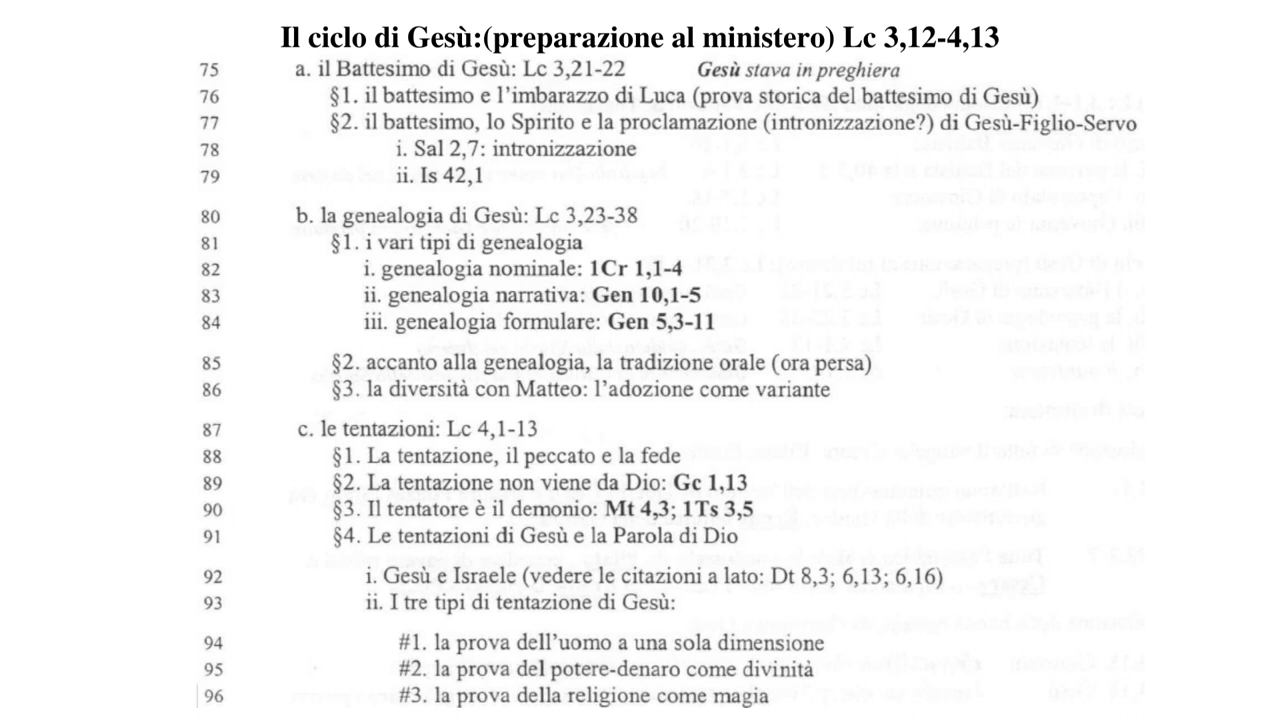 Il ciclo di Gesù:(preparazione al ministero) Lc 3,12-4,13
75 a. il Battesimo di Gesù: Lc 3,21-22 Gesù stava in preghiera
76 §1. il battesimo e l'imbarazzo di Luca (prova storica del battesimo di Gesù)
77 §2. il battesimo, lo Spirito e la proclamazione (intronizzazione?) di Gesù-Figlio-Servo
78 i. Sal 2,7: intronizzazione
79 ii. Is 42,1
80 b. la genealogia di Gesù: Lc 3,23-38
81 §1. i vari tipi di genealogia
82 i. genealogia nominale: 1Cr 1,1-4
83 ii. genealogia narrativa: Gen 10,1-5
84 iii. genealogia formulare: Gen 5,3-11
85 §2. accanto alla genealogia, la tradizione orale (ora persa)
86 §3. la diversità con Matteo: l'adozione come variante
87 c. le tentazioni: Lc 4,1-13
88 §1. La tentazione, il peccato e la fede
89 §2. La tentazione non viene da Dio: Gc 1,13
90 §3. Il tentatore è il demonio: Mt 4,3; 1Ts 3,5
91 §4. Le tentazioni di Gesù e la Parola di Dio
92 i. Gesù e Israele (vedere le citazioni a lato: Dt 8,3; 6,13; 6,16)
93 ii. I tre tipi di tentazione di Gesù:
94 #1. la prova dell'uomo a una sola dimensione
95 #2. la prova del potere-denaro come divinità
96 #3. la prova della religione come magia